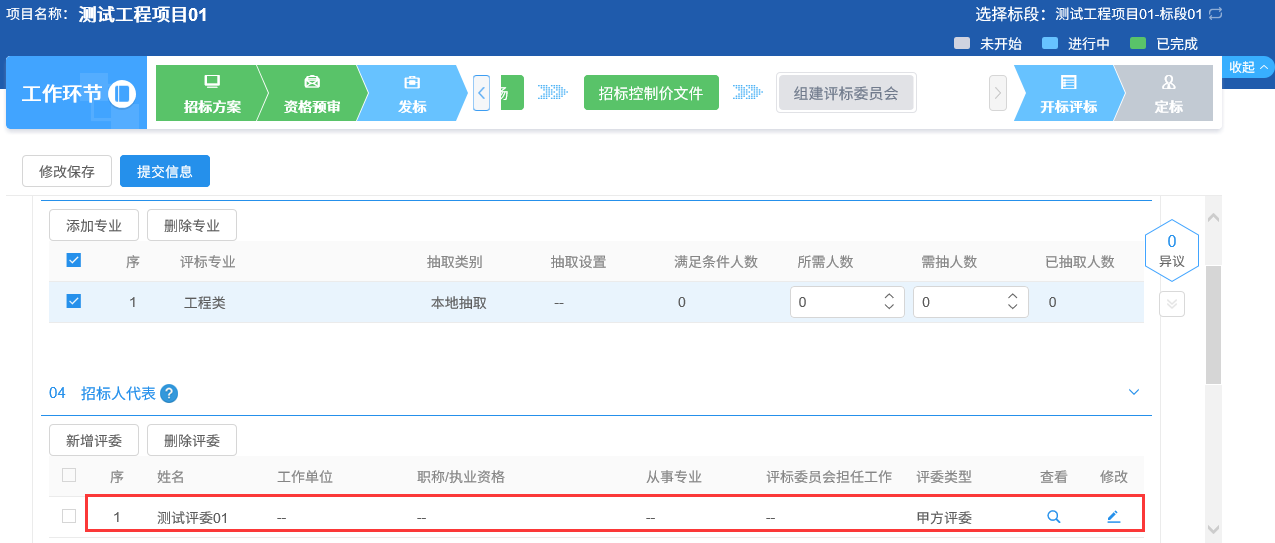 项目名称： 测试工程项目01
选择标段： 测试工程项目01-标段01
未开始 进行中 已完成
收起
工作环节
招标方案 资格预审 发标
招标控制价文件 组建评标委员会
开标评标 定标
修改保存 提交信息
添加专业 删除专业
序 评标专业 抽取类别 抽取设置 满足条件人数 所需人数 需抽人数 已抽取人数
1 工程类 本地抽取 -- 0 0 0 0
0
异议
04 招标人代表 ?
新增评委 删除评委
序 姓名 工作单位 职称/执业资格 从事专业 评标委员会担任工作 评委类型 查看 修改
1 测试评委01 -- -- -- -- 甲方评委